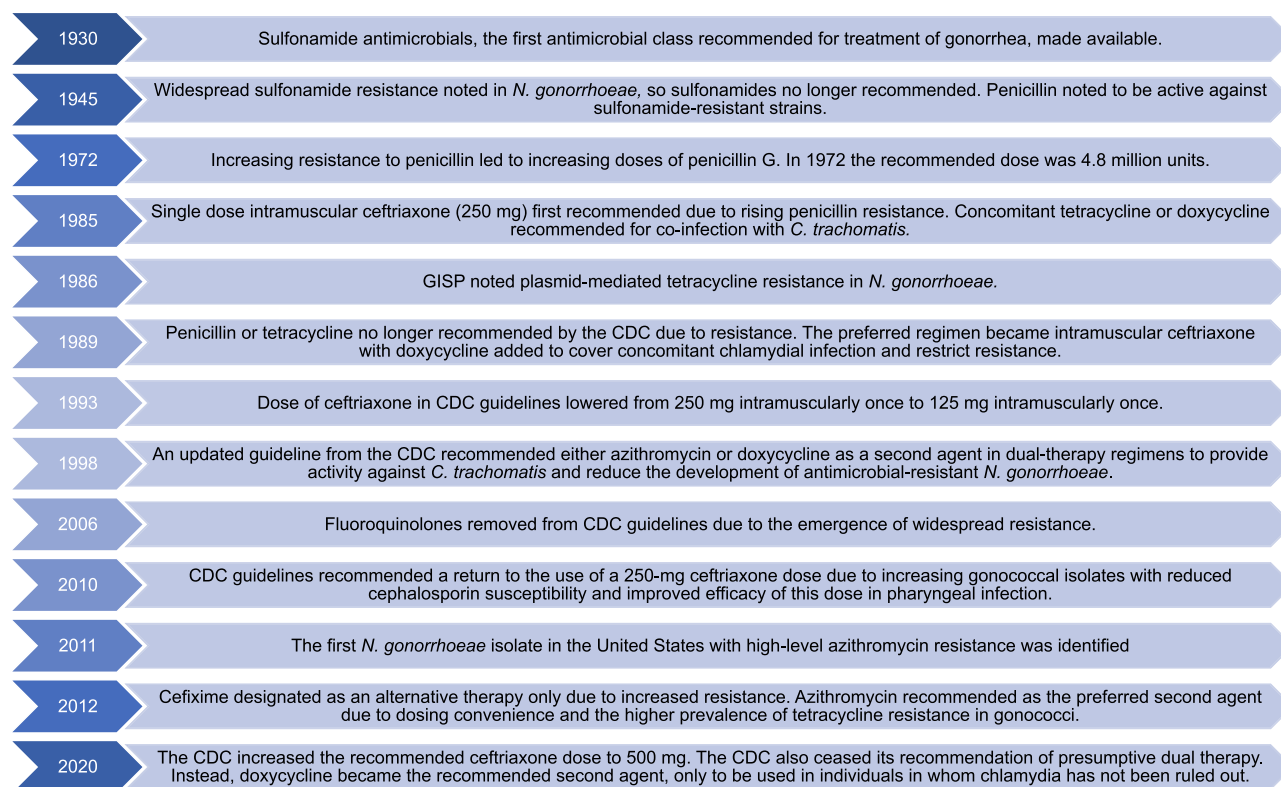 1930
Sulfonamide antimicrobials, the first antimicrobial class recommended for treatment of gonorrhea, made available.
1945
Widespread sulfonamide resistance noted in N. gonorrhoeae, so sulfonamides no longer recommended. Penicillin noted to be active against
sulfonamide-resistant strains.
1972
Increasing resistance to penicillin led to increasing doses of penicillin G. In 1972 the recommended dose was 4.8 million units.
1985
Single dose intramuscular ceftriaxone (250 mg) first recommended due to rising penicillin resistance. Concomitant tetracycline or doxycycline
recommended for co-infection with C. trachomatis.
1986
GISP noted plasmid-mediated tetracycline resistance in N. gonorrhoeae.
1989
Penicillin or tetracycline no longer recommended by the CDC due to resistance. The preferred regimen became intramuscular ceftriaxone
with doxycycline added to cover concomitant chlamydial infection and restrict resistance.
1993
Dose of ceftriaxone in CDC guidelines lowered from 250 mg intramuscularly once to 125 mg intramuscularly once.
1998
An updated guideline from the CDC recommended either azithromycin or doxycycline as a second agent in dual-therapy regimens to provide
activity against C. trachomatis and reduce the development of antimicrobial-resistant N. gonorrhoeae.
2006
Fluoroquinolones removed from CDC guidelines due to the emergence of widespread resistance.
2010
CDC guidelines recommended a return to the use of a 250-mg ceftriaxone dose due to increasing gonococcal isolates with reduced
cephalosporin susceptibility and improved efficacy of this dose in pharyngeal infection.
2011
The first N. gonorrhoeae isolate in the United States with high-level azithromycin resistance was identified
2012
Cefixime designated as an alternative therapy only due to increased resistance. Azithromycin recommended as the preferred second agent
due to dosing convenience and the higher prevalence of tetracycline resistance in gonococci.
2020
The CDC increased the recommended ceftriaxone dose to 500 mg. The CDC also ceased its recommendation of presumptive dual therapy.
Instead, doxycycline became the recommended second agent, only to be used in individuals in whom chlamydia has not been ruled out.